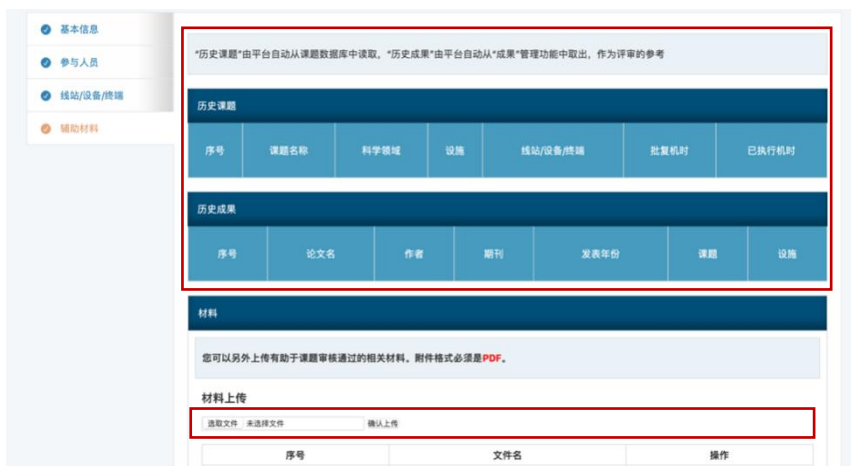 基本信息
参与人员
线站/设备/终端
辅助材料
"历史课题"由平台自动从课题数据库中读取，"历史成果"由平台自动从"成果"管理功能中取出，作为评审的参考
历史课题
序号 课题名称 科学领域 设施 线站/设备/终端 批复机时 已执行机时
历史成果
序号 论文名 作者 期刊 发表年份 课题 设施
材料
您可以另外上传有助于课题审核通过的相关材料。附件格式必须是PDF。
材料上传
选取文件 未选择文件 确认上传
序号 文件名 操作